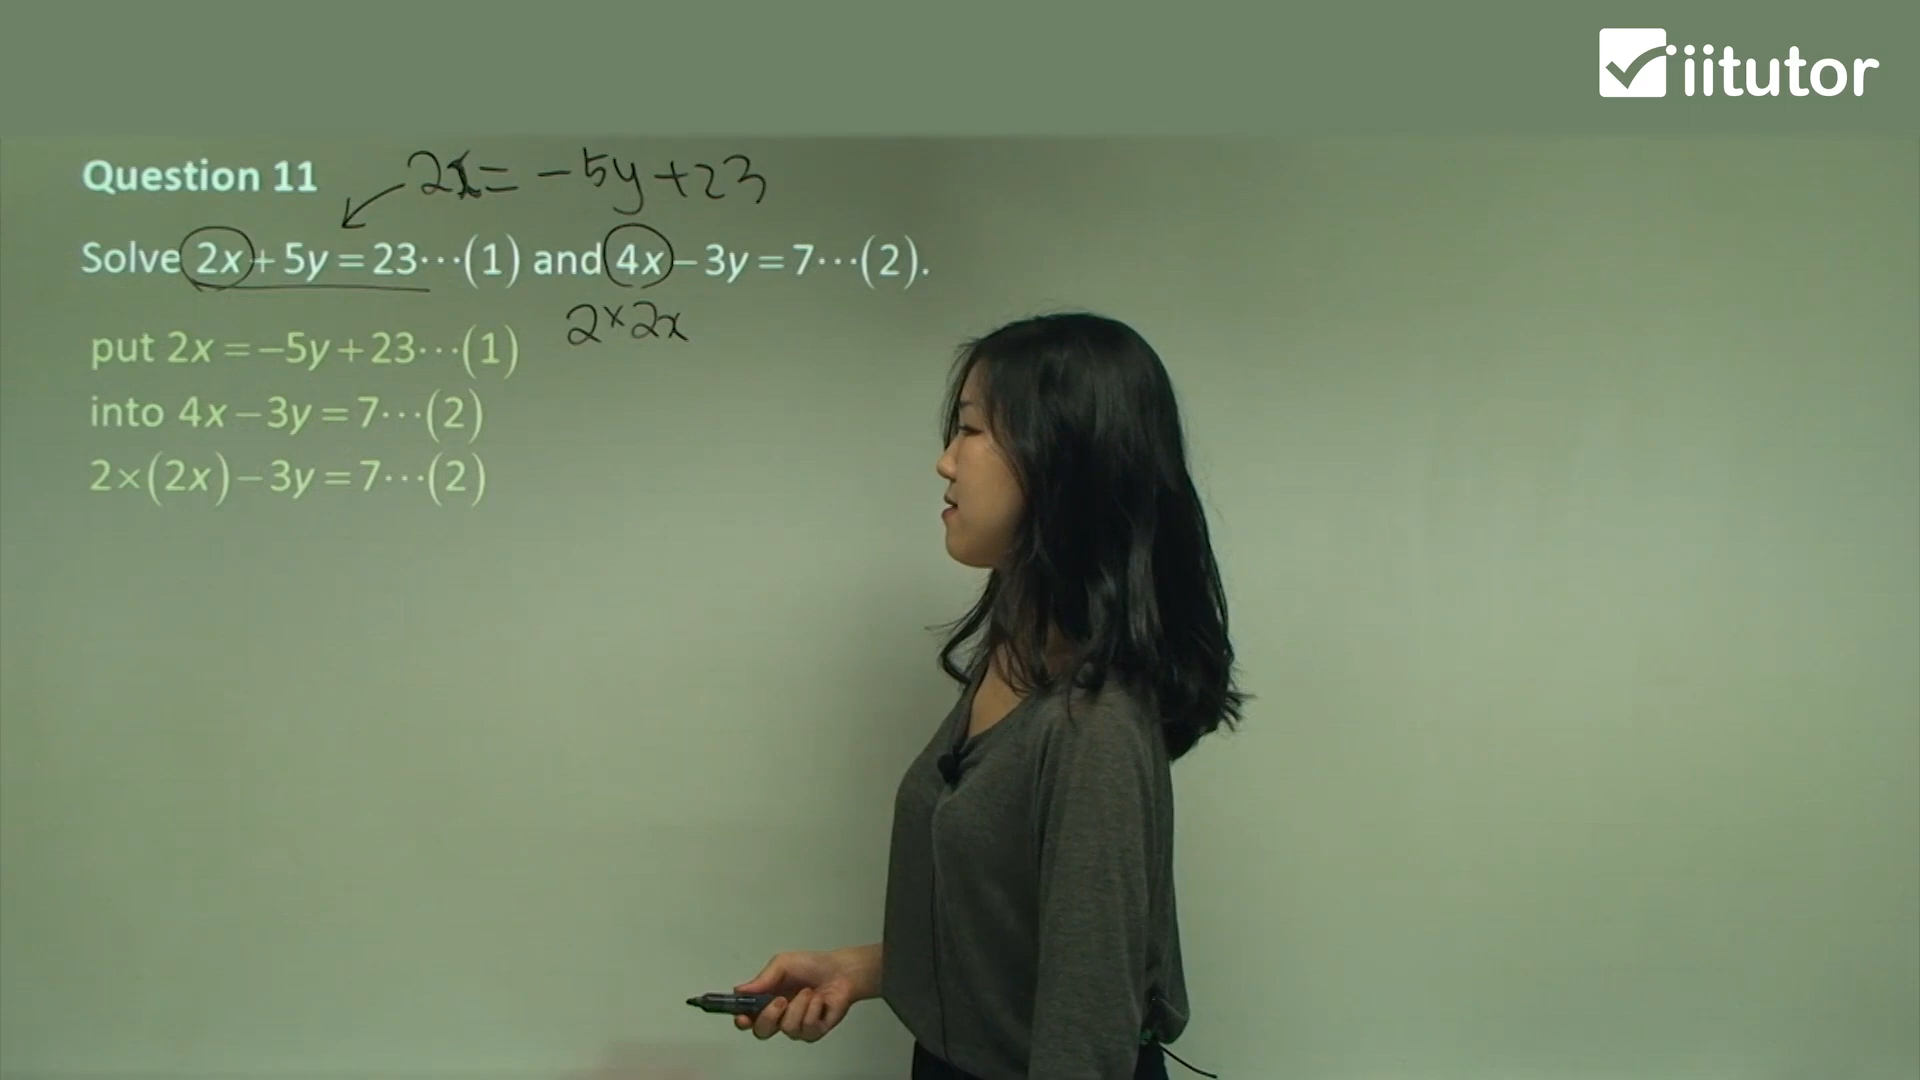 iitutor
Question 11
2x = -5y + 23
Solve 2x + 5y = 23⋯(1) and 4x − 3y = 7⋯(2).
2 × 2x
put 2x = −5y + 23⋯(1)
into 4x − 3y = 7⋯(2)
2×(2x) − 3y = 7⋯(2)